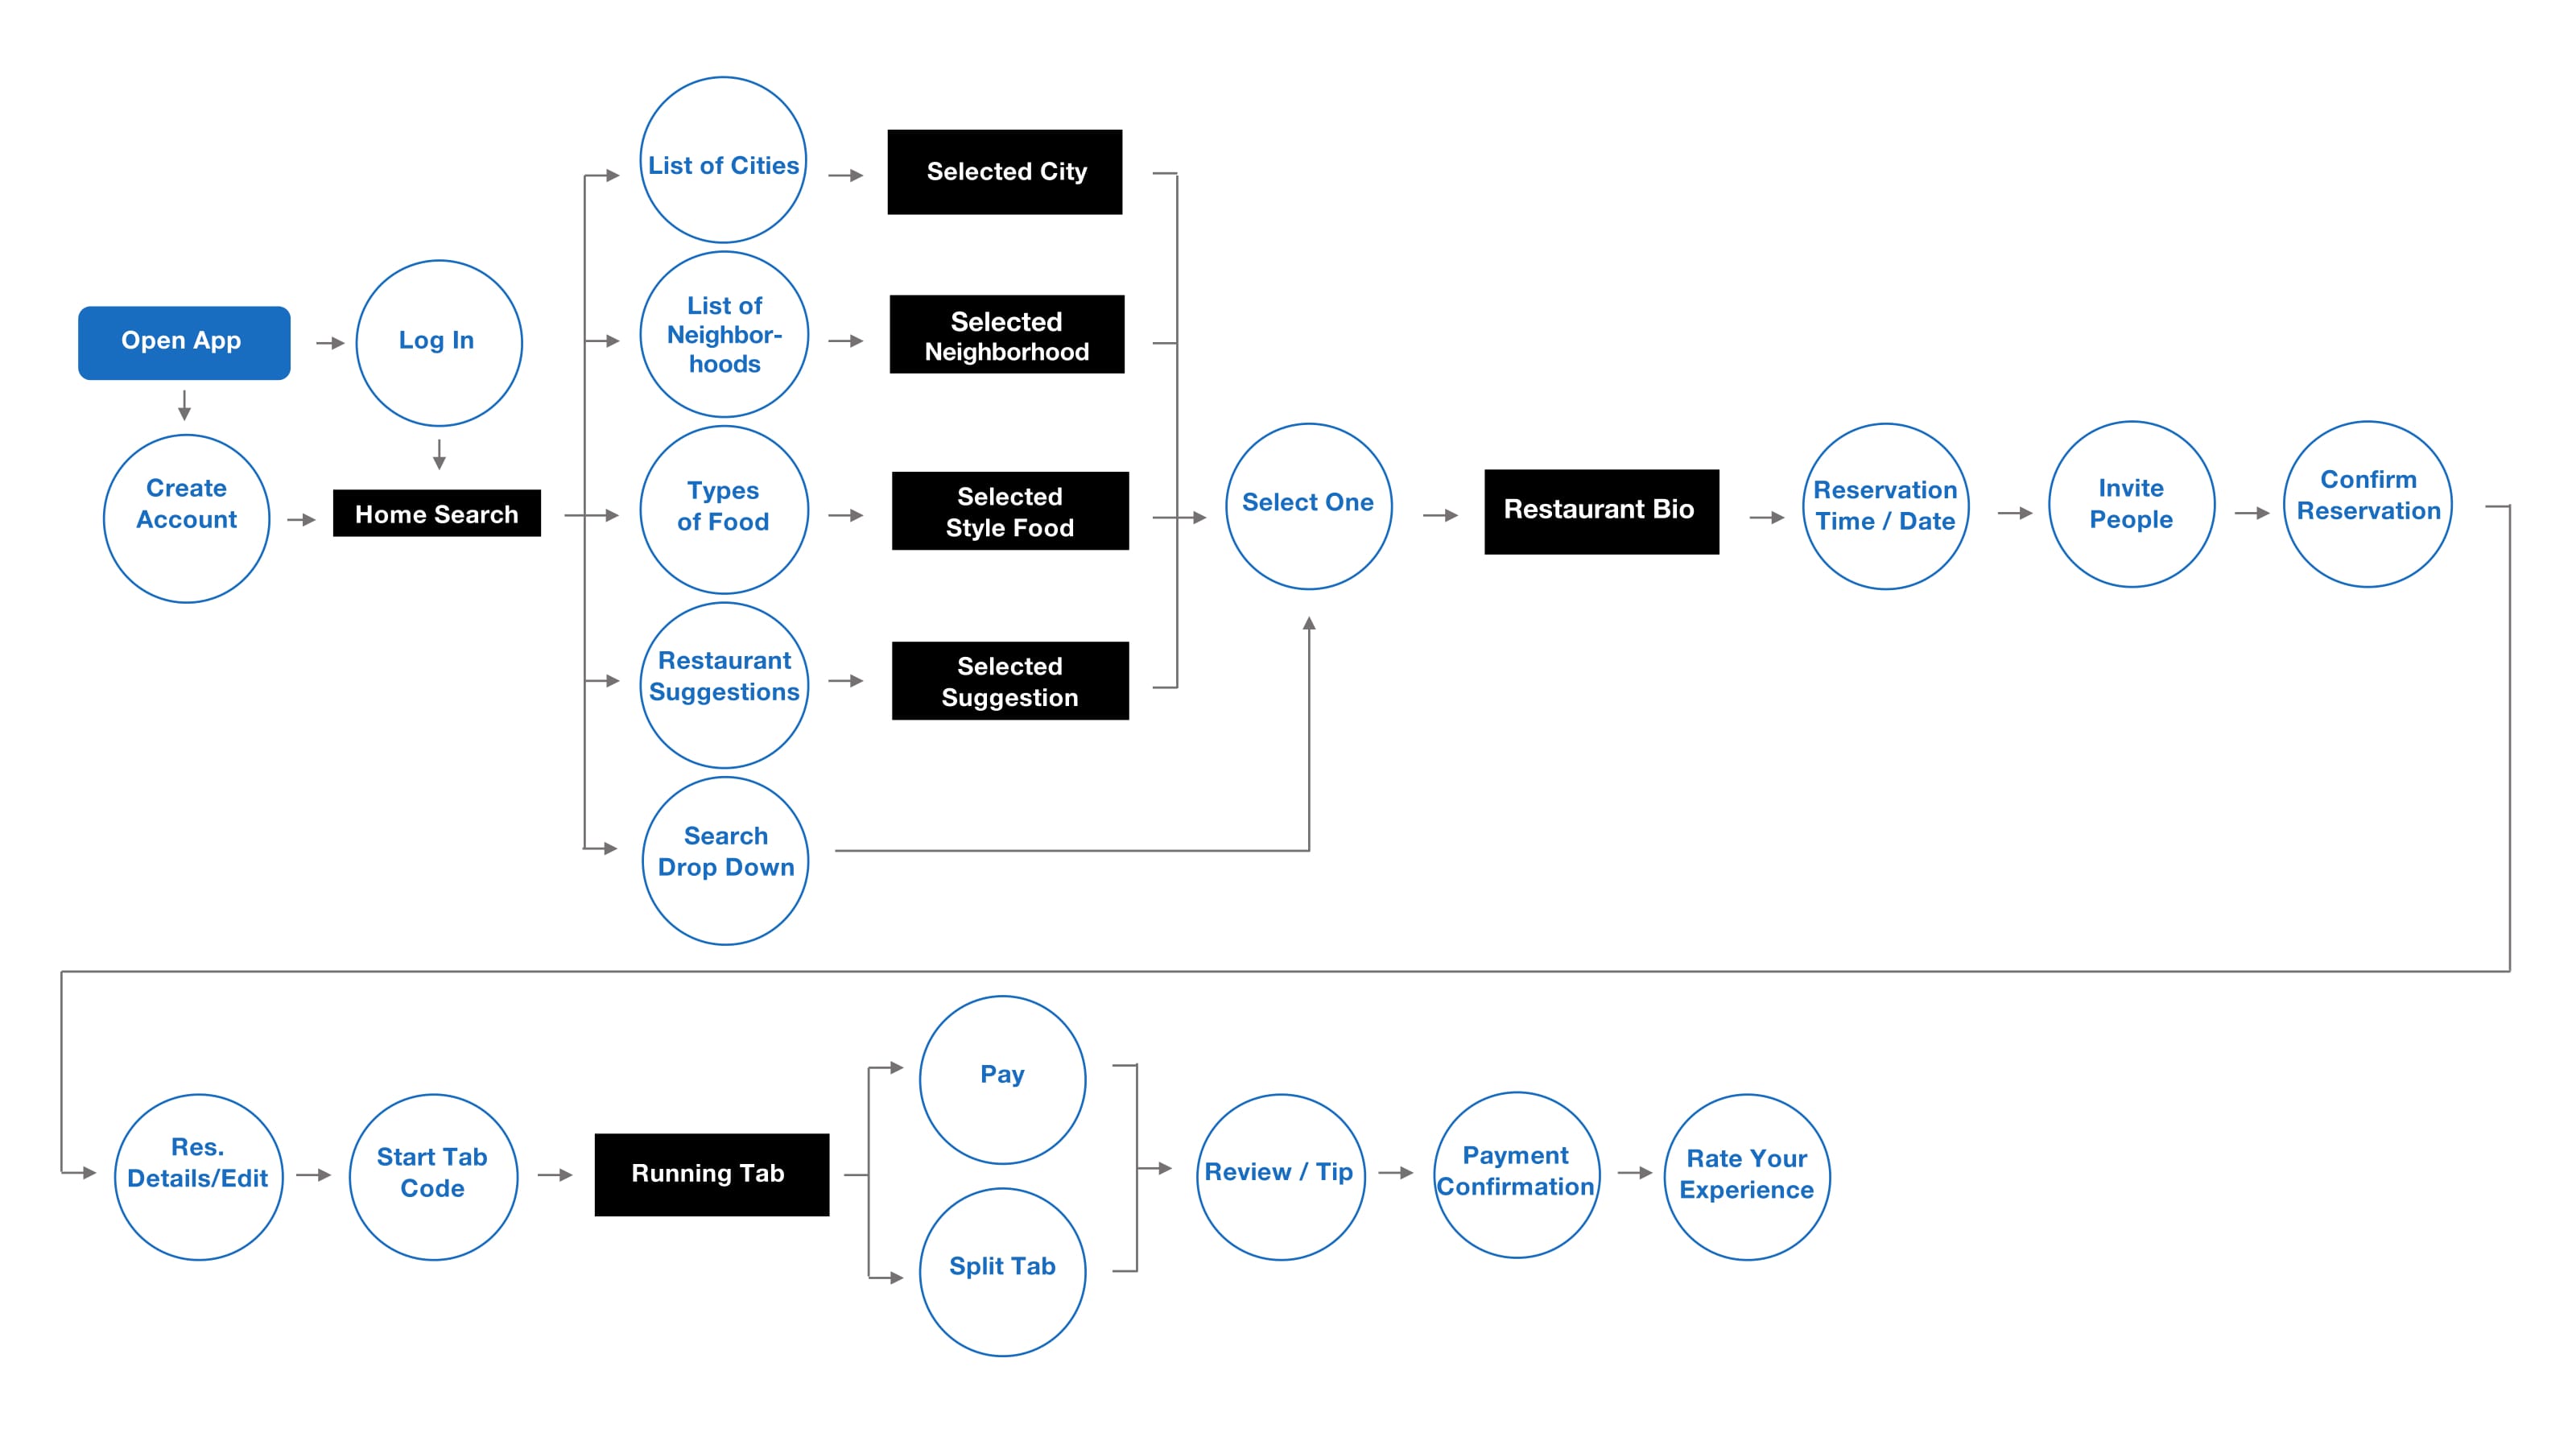 Open App
Log In
Create
Account
Home Search
List of Cities
Selected City
List of
Neighbor-
hoods
Selected
Neighborhood
Types
of Food
Selected
Style Food
Restaurant
Suggestions
Selected
Suggestion
Search
Drop Down
Select One
Restaurant Bio
Reservation
Time / Date
Invite
People
Confirm
Reservation
Res.
Details/Edit
Start Tab
Code
Running Tab
Pay
Split Tab
Review / Tip
Payment
Confirmation
Rate Your
Experience